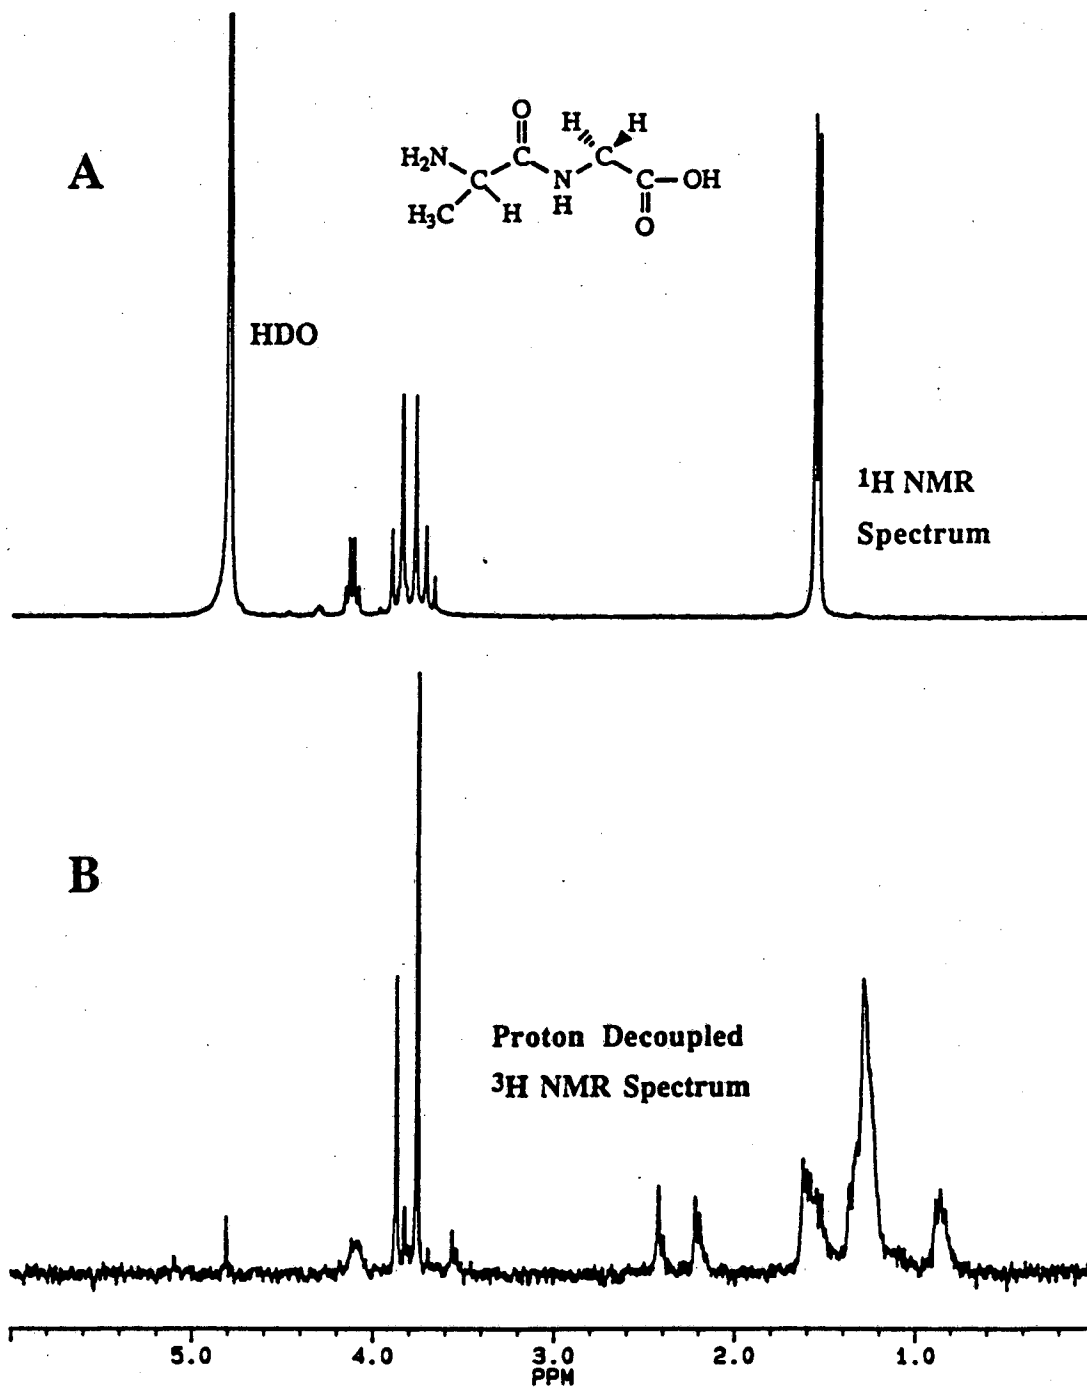 A
O
H H
H₂N C C N C C OH
H₃C H H O
HDO
¹H NMR
Spectrum
B
Proton Decoupled
³H NMR Spectrum
5.0 4.0 3.0 2.0 1.0
PPM